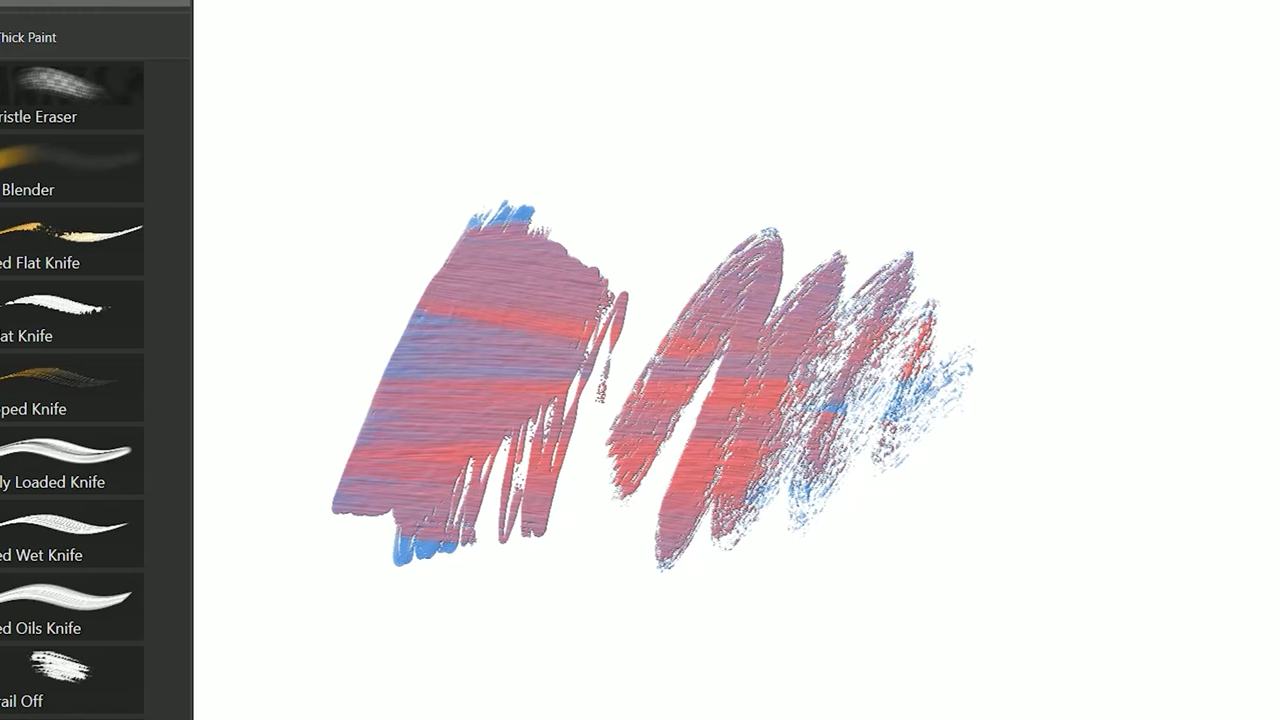 hick Paint
ristle Eraser
Blender
ed Flat Knife
at Knife
ped Knife
ly Loaded Knife
ed Wet Knife
ed Oils Knife
ail Off